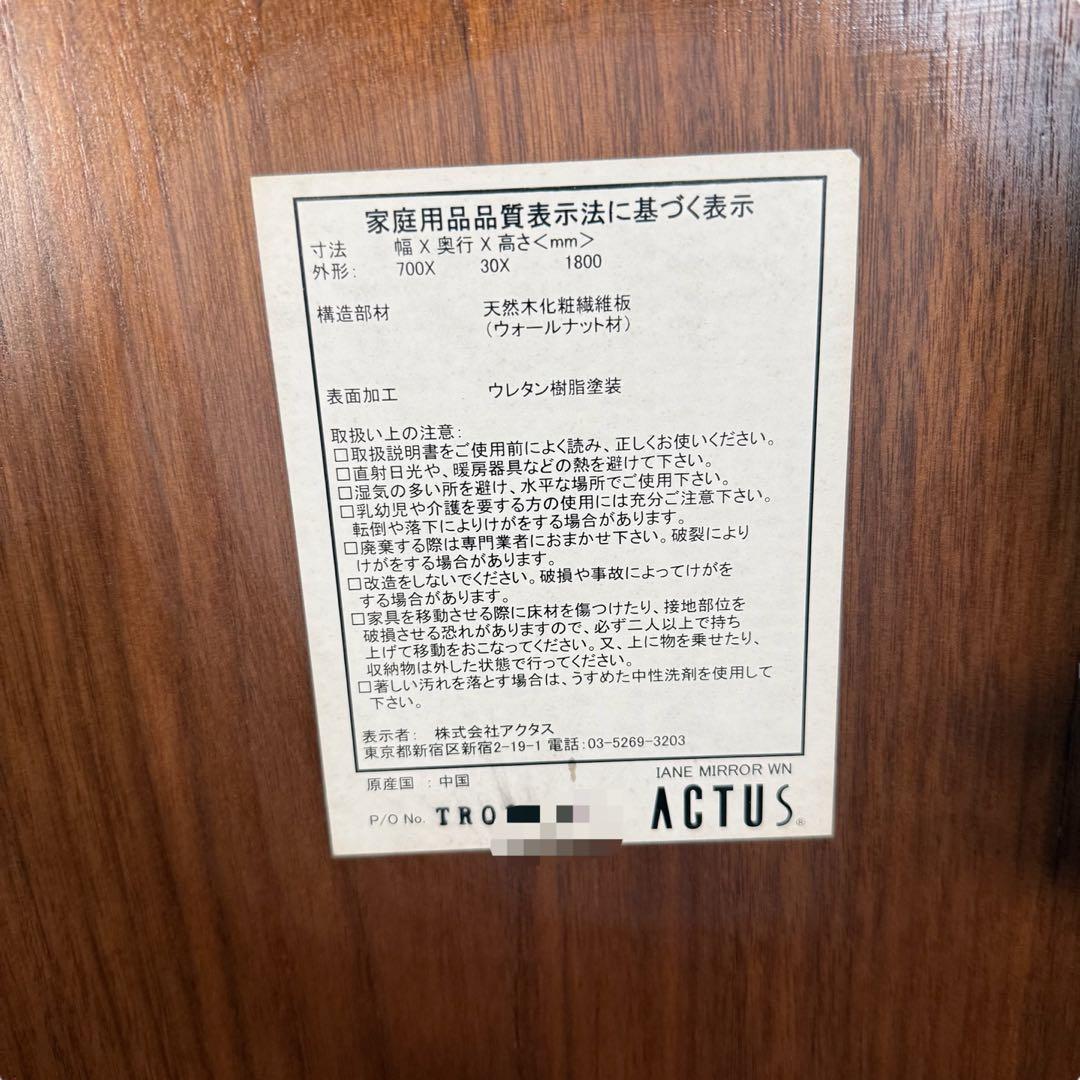 家庭用品品質表示法に基づく表示
寸法 幅 X 奥行 X 高さ<mm>
外形: 700X 30X 1800
構造部材 天然木化粧繊維板
(ウォールナット材)
表面加工 ウレタン樹脂塗装
取扱い上の注意:
□取扱説明書をご使用前によく読み、正しくお使いください。
□直射日光や、暖房器具などの熱を避けて下さい。
□湿気の多い所を避け、水平な場所でご使用下さい。
□乳幼児や介護を要する方の使用には充分ご注意下さい。
転倒や落下によりけがをする場合があります。
□廃棄する際は専門業者におまかせ下さい。破裂により
けがをする場合があります。
□改造をしないでください。破損や事故によってけがを
する場合があります。
□家具を移動させる際に床材を傷つけたり、接地部位を
破損させる恐れがありますので、必ず二人以上で持ち
上げて移動をおこなってください。又、上に物を乗せたり、
収納物は外した状態で行ってください。
□著しい汚れを落とす場合は、うすめた中性洗剤を使用して
下さい。
表示者: 株式会社アクタス
東京都新宿区新宿2-19-1 電話:03-5269-3203
原産国 :中国
IANE MIRROR WN
P/O No. TRO
ACTUS®